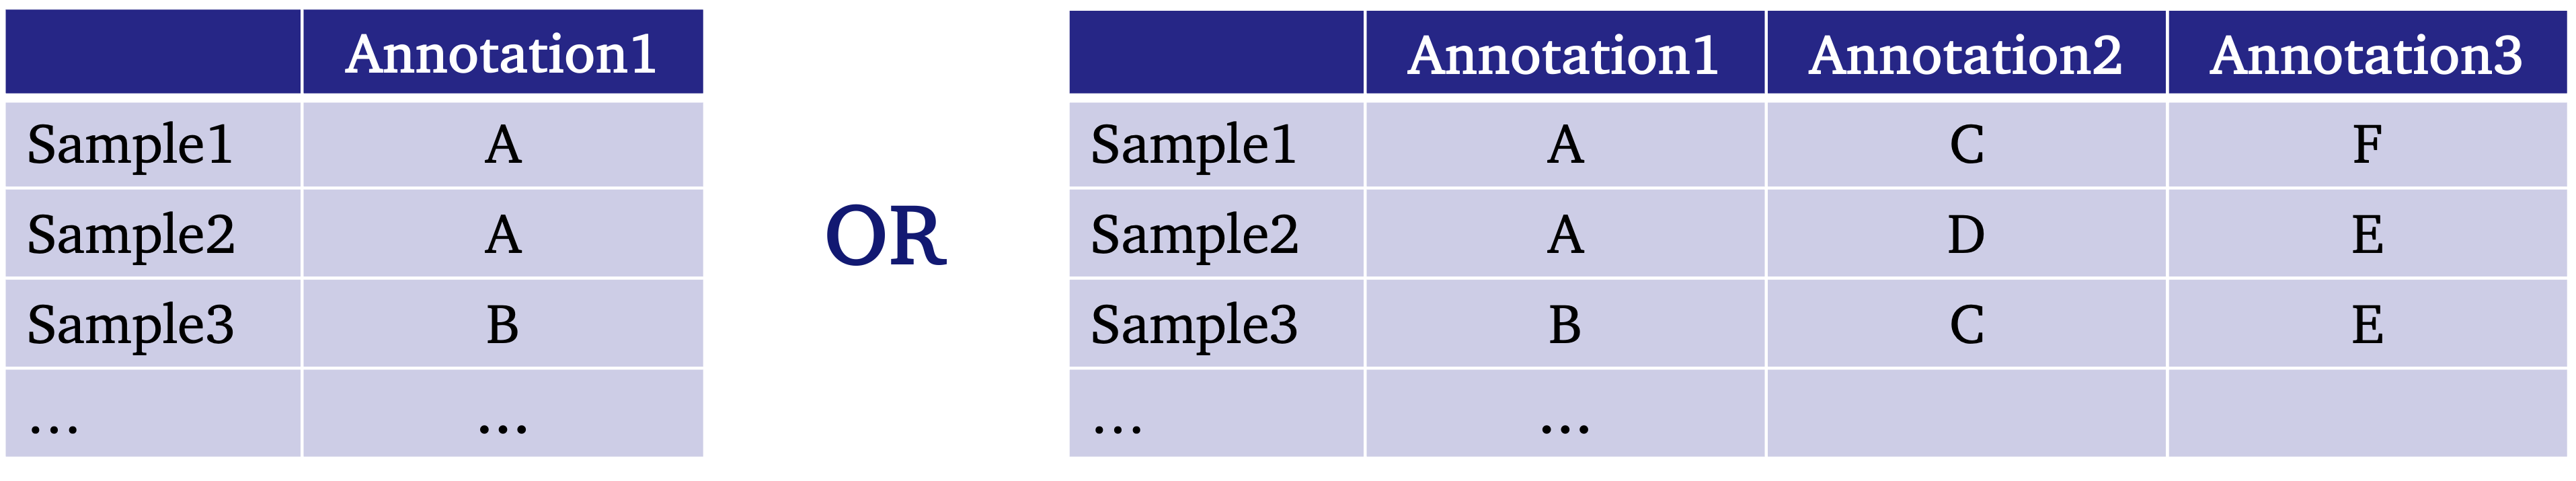 Annotation1
Sample1 A
Sample2 A
Sample3 B
... ...
OR
Annotation1 Annotation2 Annotation3
Sample1 A C F
Sample2 A D E
Sample3 B C E
... ...